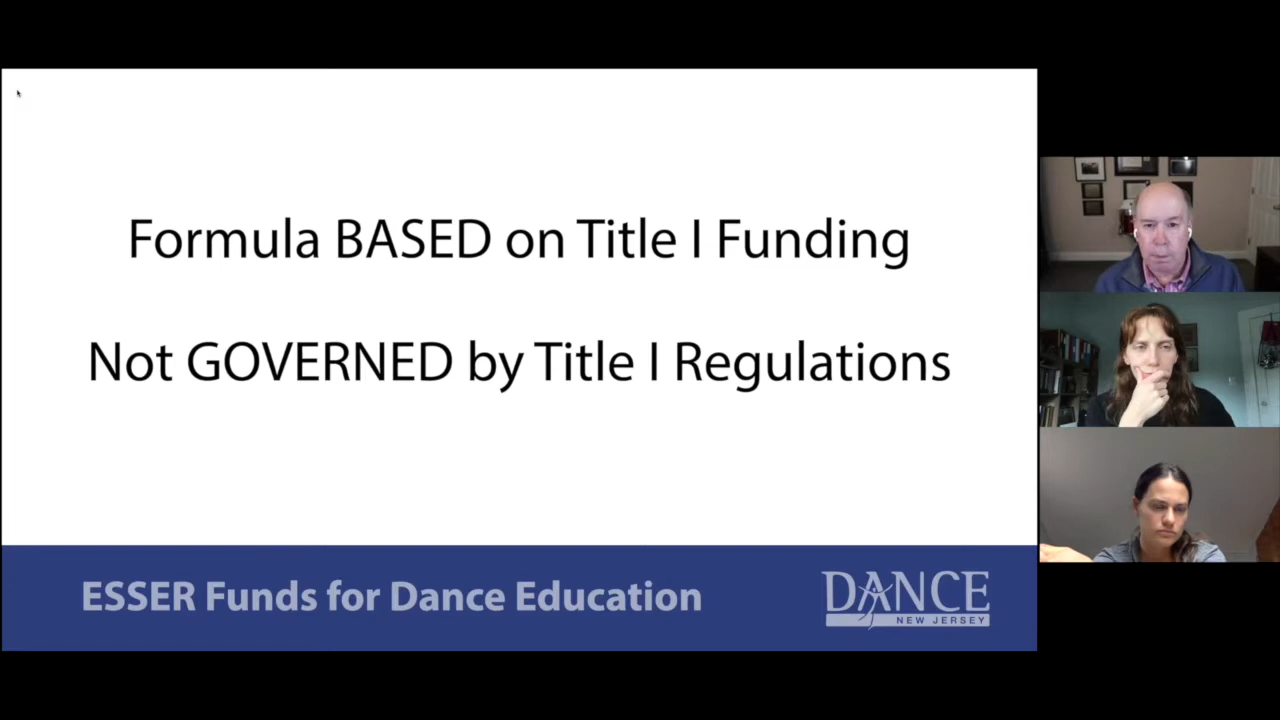 Formula BASED on Title I Funding
Not GOVERNED by Title I Regulations
ESSER Funds for Dance Education
DANCE
NEW JERSEY